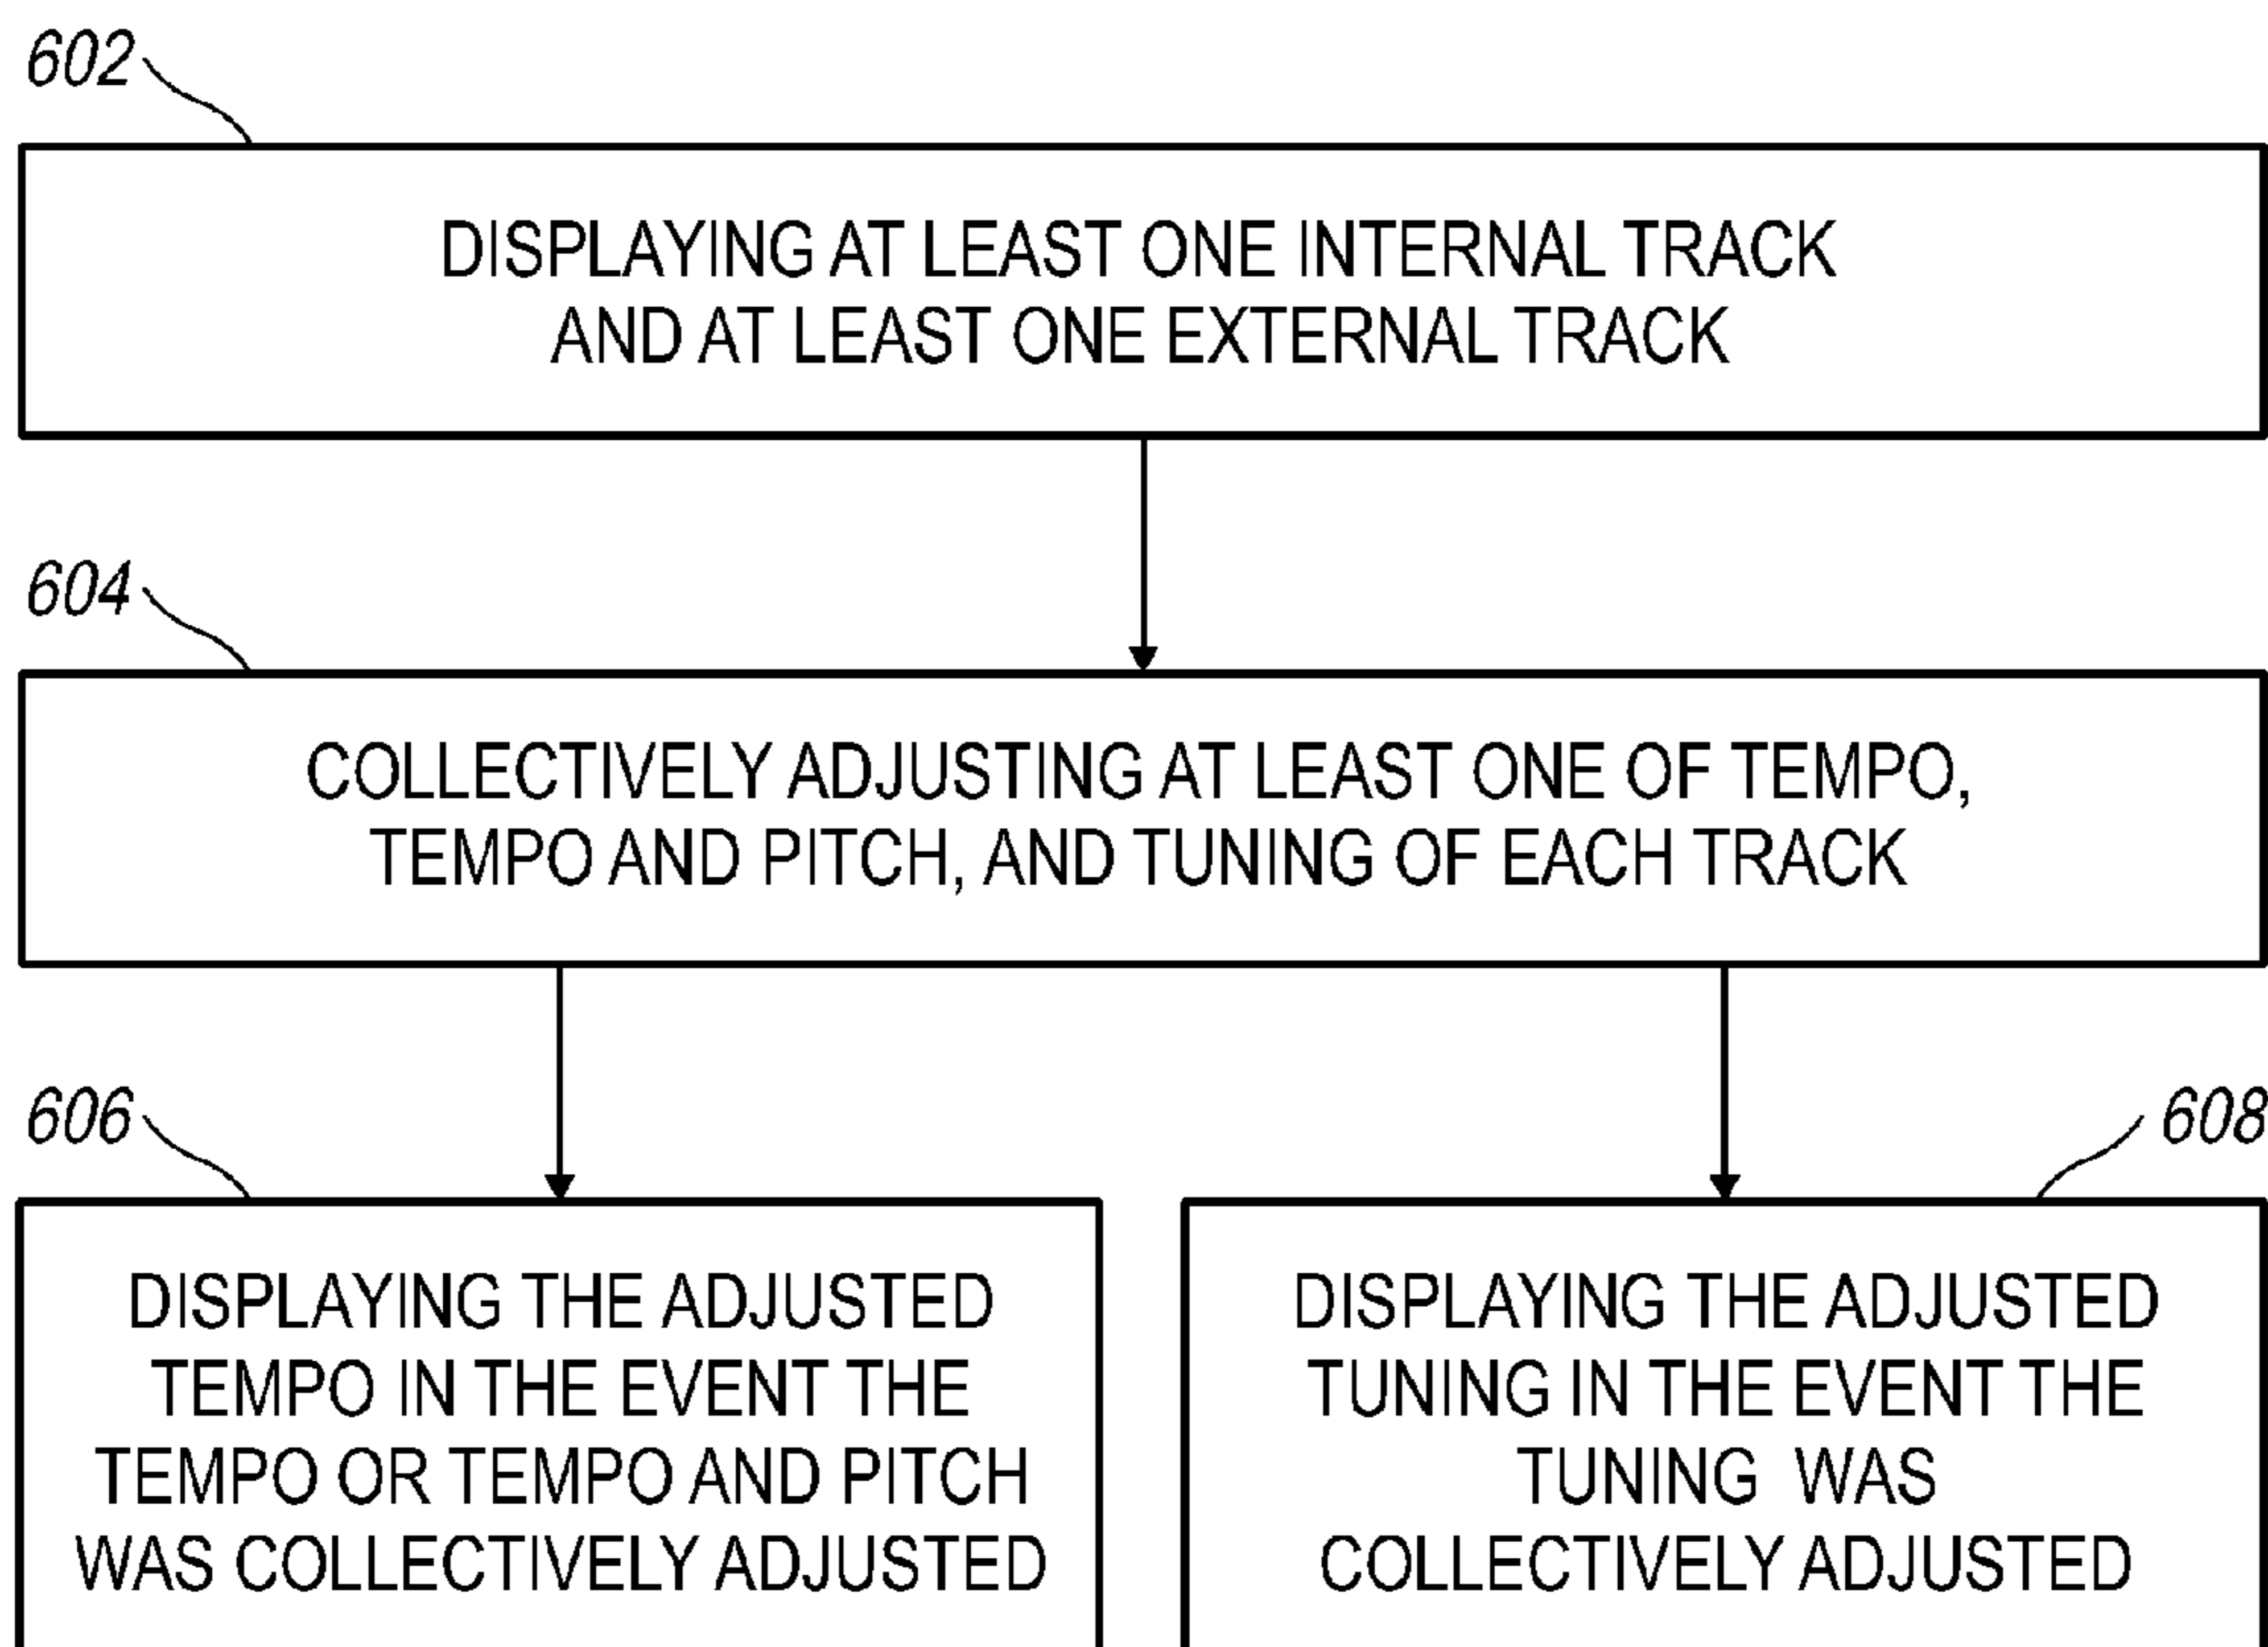 602
DISPLAYING AT LEAST ONE INTERNAL TRACK
AND AT LEAST ONE EXTERNAL TRACK
604
COLLECTIVELY ADJUSTING AT LEAST ONE OF TEMPO,
TEMPO AND PITCH, AND TUNING OF EACH TRACK
606
DISPLAYING THE ADJUSTED
TEMPO IN THE EVENT THE
TEMPO OR TEMPO AND PITCH
WAS COLLECTIVELY ADJUSTED
608
DISPLAYING THE ADJUSTED
TUNING IN THE EVENT THE
TUNING WAS
COLLECTIVELY ADJUSTED